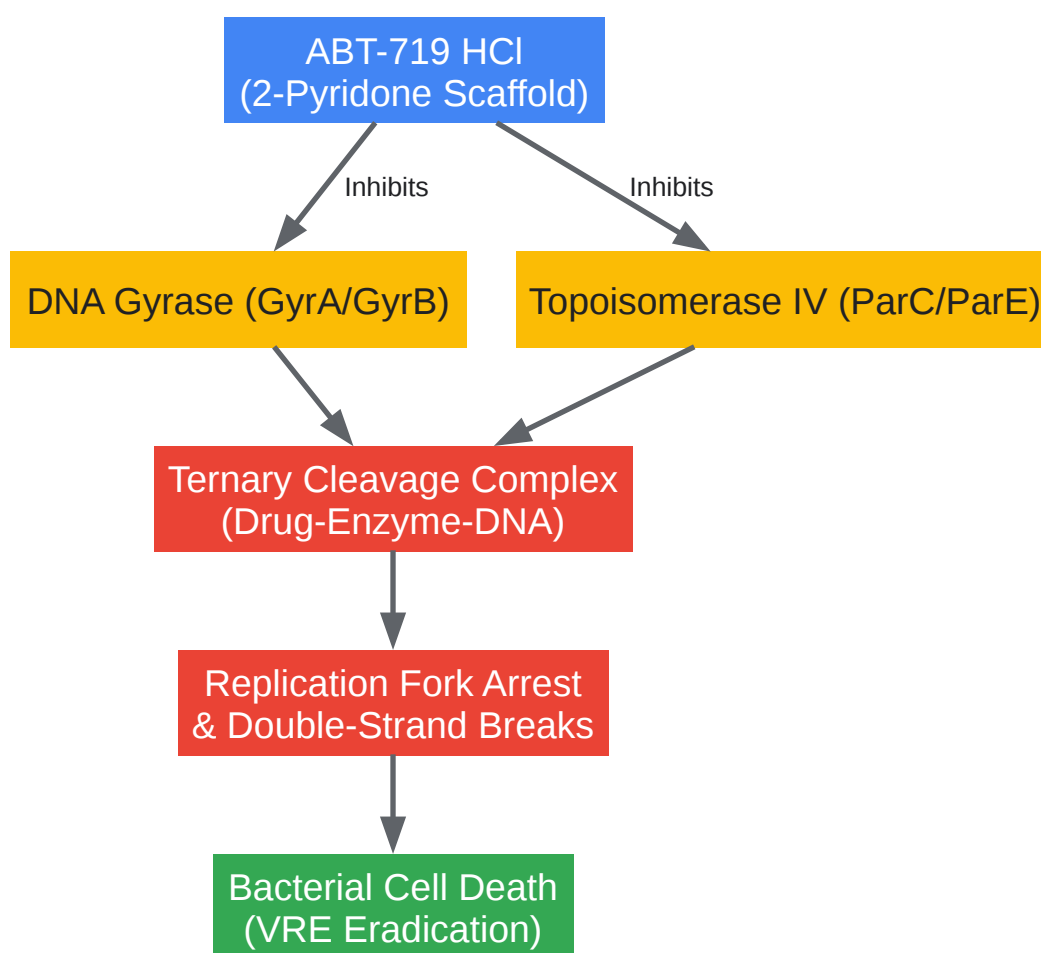 ABT-719 HCl
(2-Pyridone Scaffold)
Inhibits
Inhibits
DNA Gyrase (GyrA/GyrB)
Topoisomerase IV (ParC/ParE)
Ternary Cleavage Complex
(Drug-Enzyme-DNA)
Replication Fork Arrest
& Double-Strand Breaks
Bacterial Cell Death
(VRE Eradication)